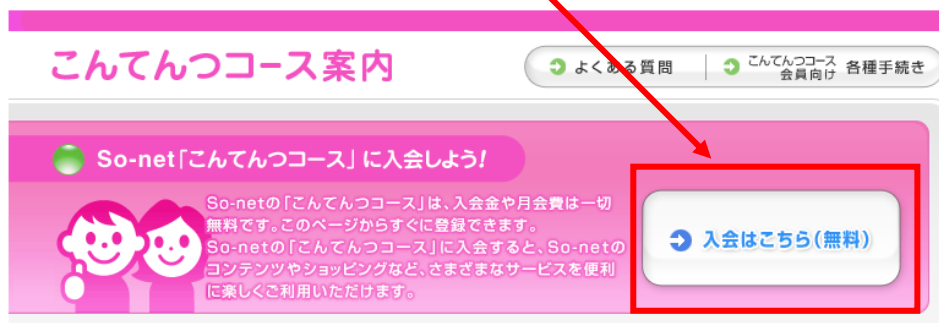 こんてんつコース案内
よくある質問
こんてんつコース
会員向け
各種手続き
So-net「こんてんつコース」に入会しよう!
So-netの「こんてんつコース」は、入会金や月会費は一切
無料です。このページからすぐに登録できます。
So-netの「こんてんつコース」に入会すると、So-netの
コンテンツやショッピングなど、さまざまなサービスを便利
に楽しくご利用いただけます。
入会はこちら(無料)